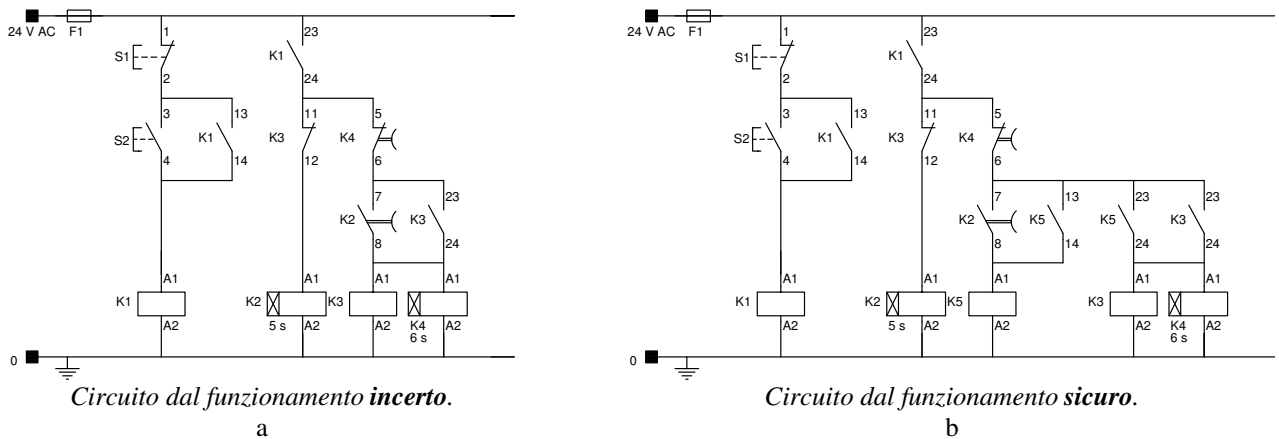 24 V AC F1
1
S1
2
23
K1
24
3
S2
4
13
K1
14
11
K3
12
5
K4
6
7
K2
8
23
K3
24
A1
K1
A2
A1
K2
5 s
A2
A1
K3
A2
A1
K4
6 s
A2
0
Circuito dal funzionamento incerto.
a
24 V AC F1
1
S1
2
23
K1
24
3
S2
4
13
K1
14
11
K3
12
5
K4
6
7
K2
8
13
K5
14
23
K5
24
23
K3
24
A1
K1
A2
A1
K2
5 s
A2
A1
K5
A2
A1
K3
A2
A1
K4
6 s
A2
0
Circuito dal funzionamento sicuro.
b